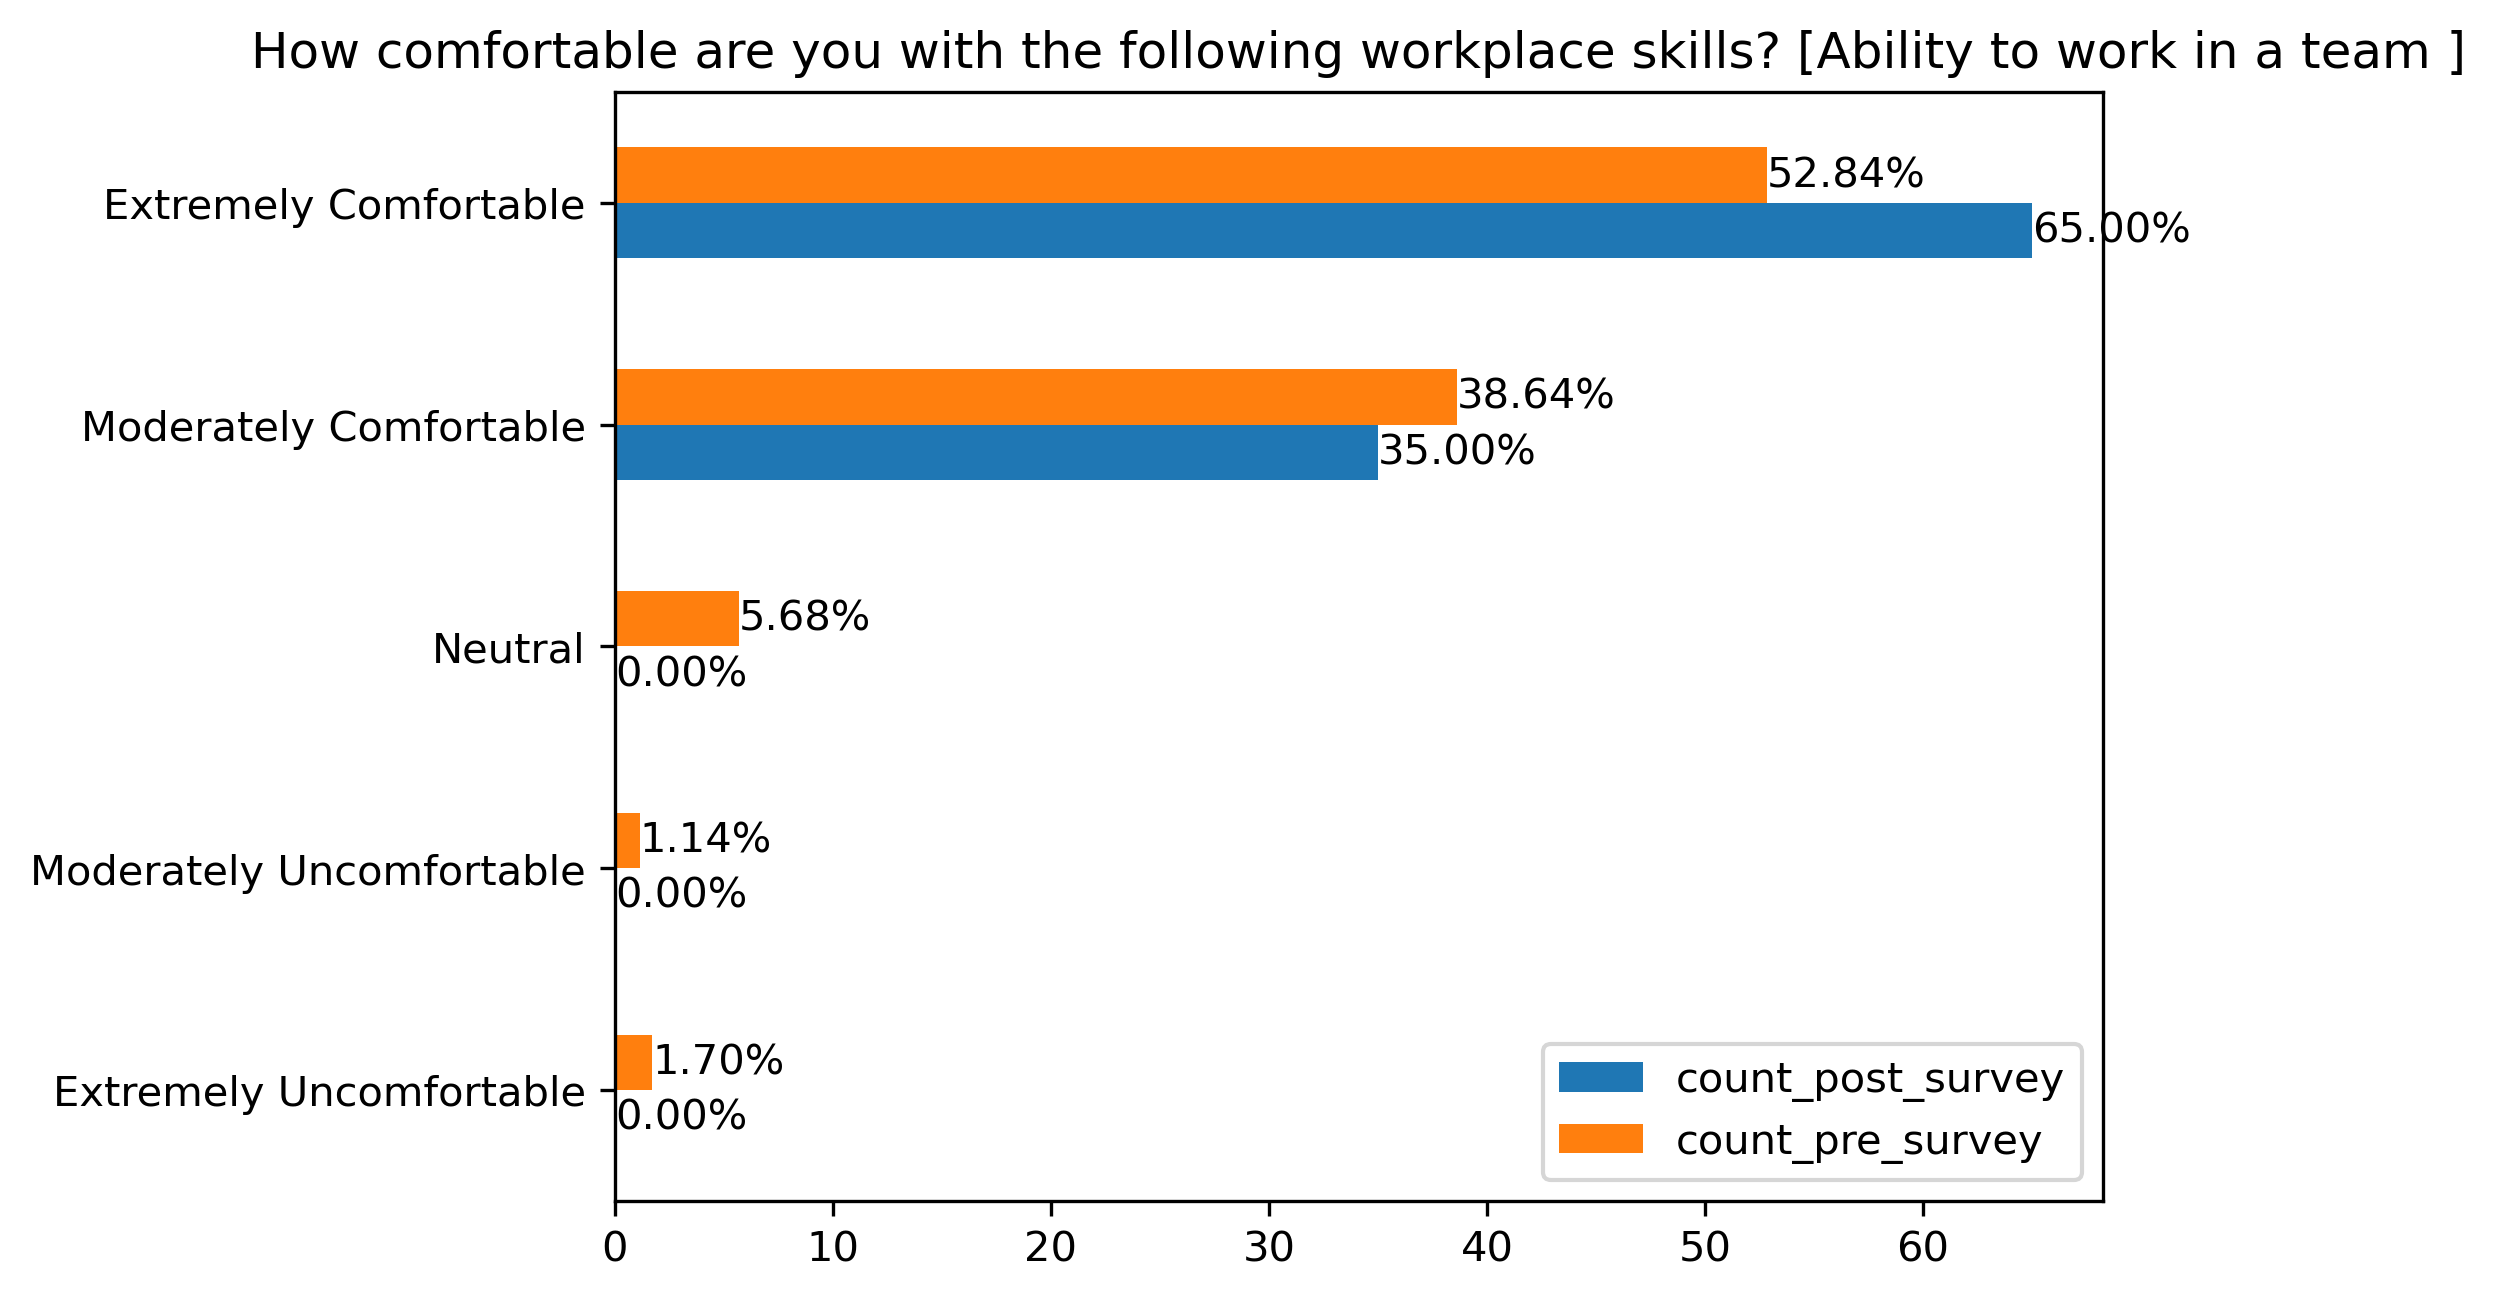 How comfortable are you with the following workplace skills? [Ability to work in a team ]
Extremely Comfortable
52.84%
65.00%
Moderately Comfortable
38.64%
35.00%
Neutral
5.68%
0.00%
Moderately Uncomfortable
1.14%
0.00%
Extremely Uncomfortable
1.70%
0.00%
count_post_survey
count_pre_survey
0 10 20 30 40 50 60